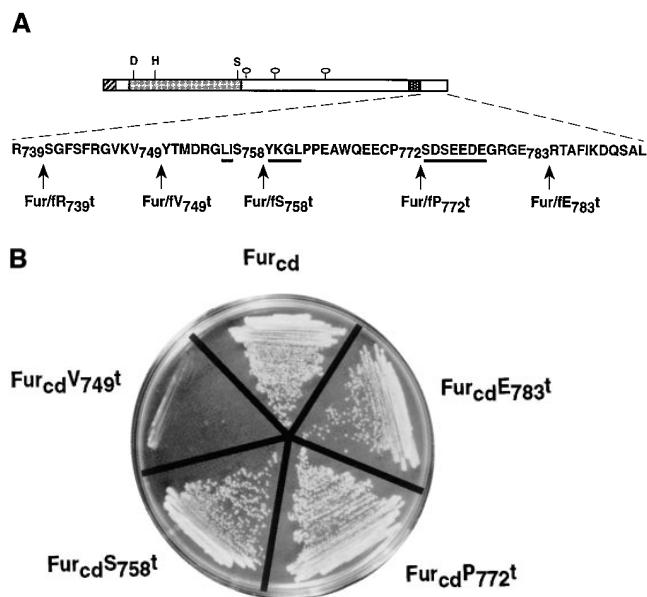 A
D H S
R739SGFSFRGVKV749YTMDRGLIS758YKGLPPEAWQEECP772SDSEEDEGRGE783RTAFIKDQSAL
Fur/fR739t Fur/fV749t Fur/fS758t Fur/fP772t Fur/fE783t
B
Furcd
FurcdV749t
FurcdE783t
FurcdS758t
FurcdP772t